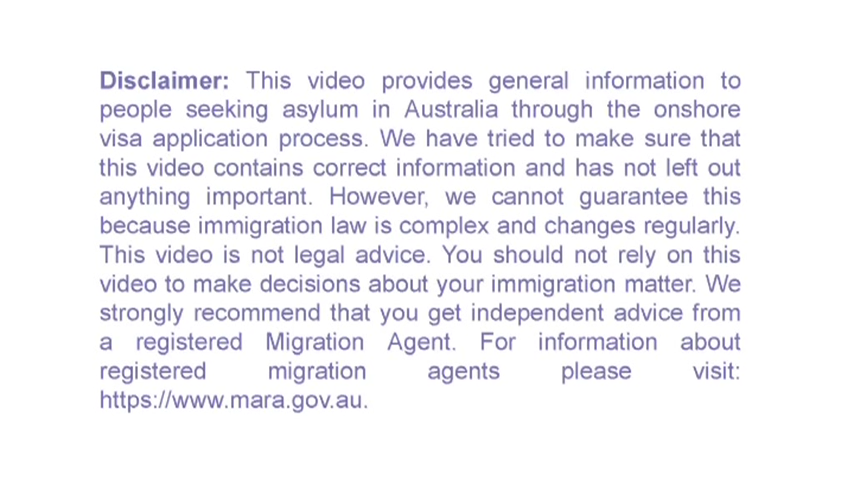 Disclaimer: This video provides general information to
people seeking asylum in Australia through the onshore
visa application process. We have tried to make sure that
this video contains correct information and has not left out
anything important. However, we cannot guarantee this
because immigration law is complex and changes regularly.
This video is not legal advice. You should not rely on this
video to make decisions about your immigration matter. We
strongly recommend that you get independent advice from
a registered Migration Agent. For information about
registered migration agents please visit:
https://www.mara.gov.au.